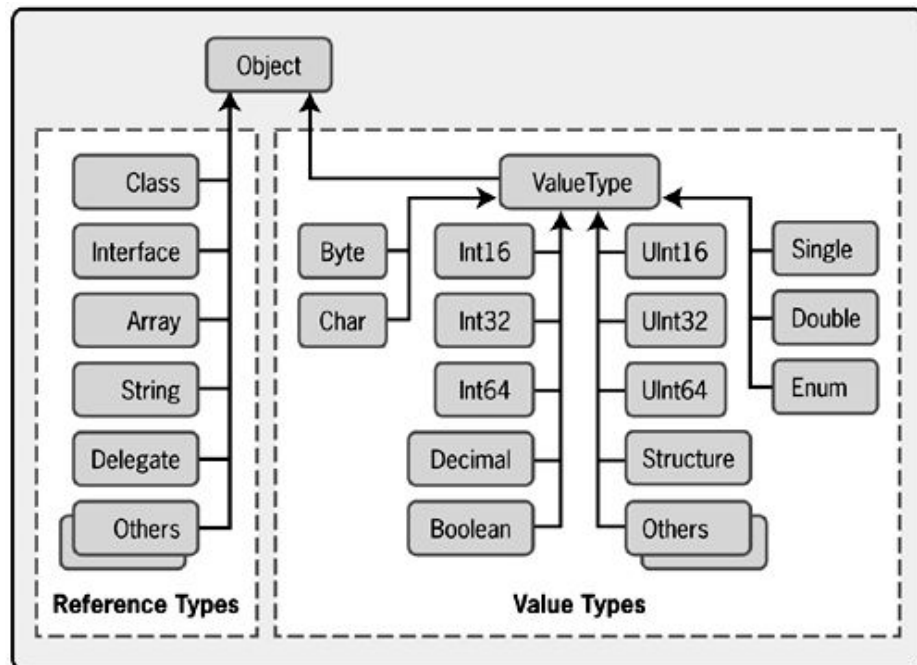 Object
Class
Interface
Array
String
Delegate
Others
Reference Types
ValueType
Byte
Char
Int16
Int32
Int64
Decimal
Boolean
UInt16
UInt32
UInt64
Structure
Others
Single
Double
Enum
Value Types